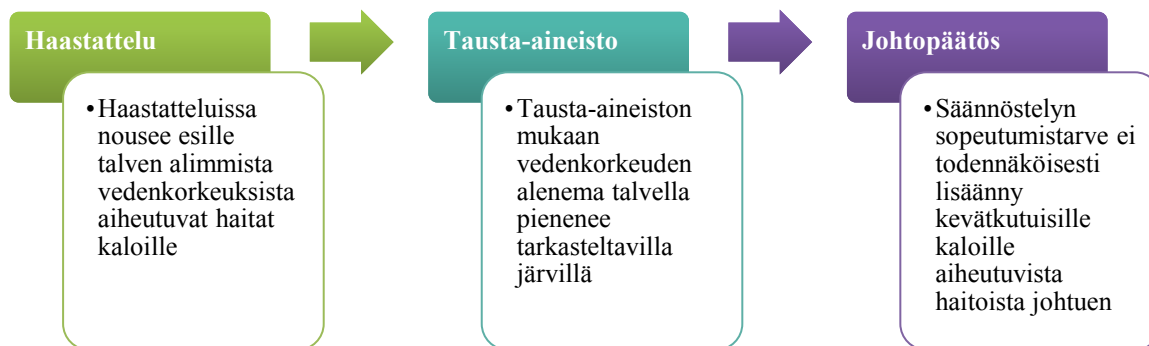 Haastattelu
•Haastatteluissa
nousee esille
talven alimmista
vedenkorkeuksista
aiheutuvat haitat
kaloille
Tausta-aineisto
•Tausta-aineiston
mukaan
vedenkorkeuden
alenema talvella
pienenee
tarkasteltavilla
järvillä
Johtopäätös
•Säännöstelyn
sopeutumistarve ei
todennäköisesti
lisäänny
kevätkutuisille
kaloille
aiheutuvista
haitoista johtuen